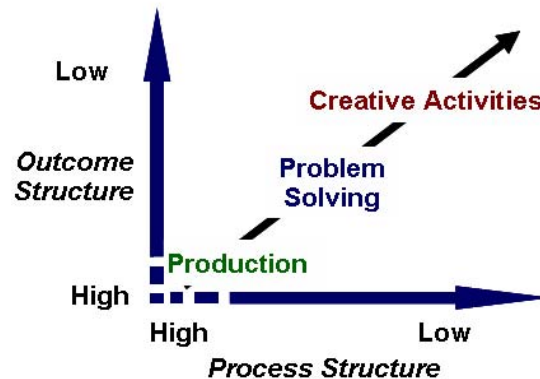 Low
Creative Activities
Outcome
Structure
Problem
Solving
Production
High
High
Low
Process Structure